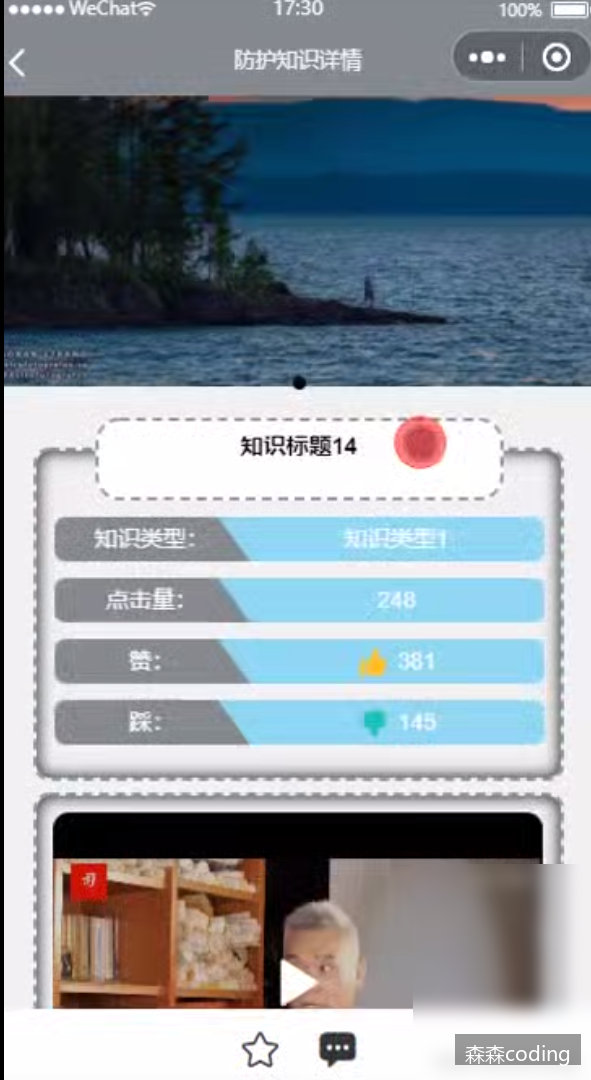 WeChat 17:30 100%
防护知识详情
知识标题14
知识类型： 知识类型1
点击量： 248
赞： 381
踩： 145
森森coding